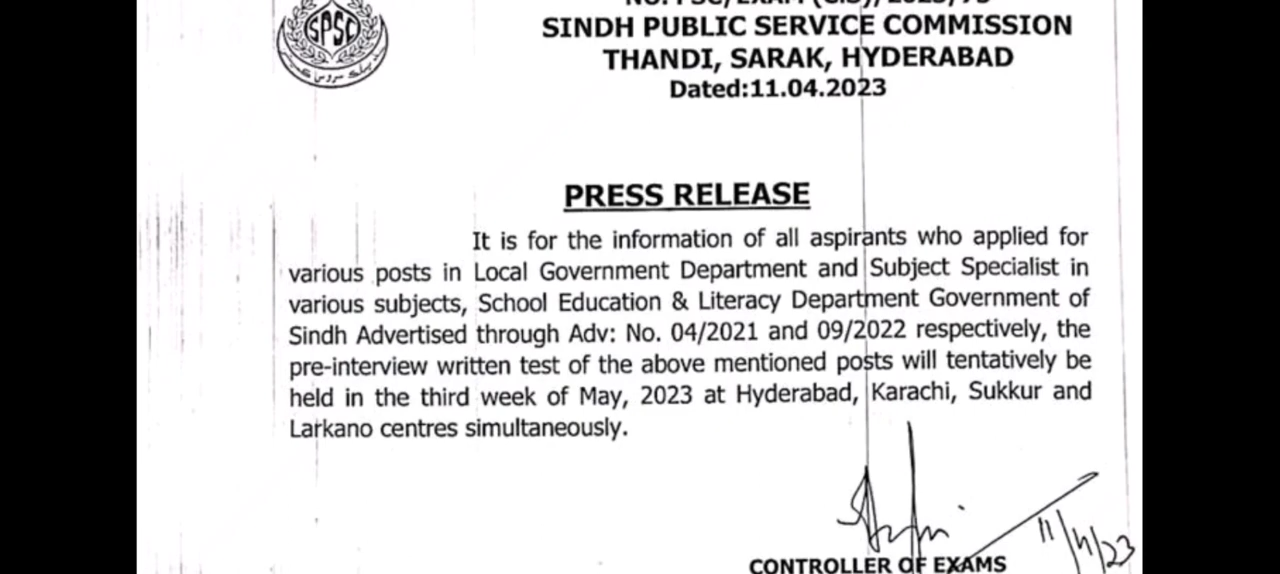 SPSC
SINDH PUBLIC SERVICE COMMISSION
THANDI, SARAK, HYDERABAD
Dated:11.04.2023
PRESS RELEASE
It is for the information of all aspirants who applied for
various posts in Local Government Department and Subject Specialist in
various subjects, School Education & Literacy Department Government of
Sindh Advertised through Adv: No. 04/2021 and 09/2022 respectively, the
pre-interview written test of the above mentioned posts will tentatively be
held in the third week of May, 2023 at Hyderabad, Karachi, Sukkur and
Larkano centres simultaneously.
11/4/23
CONTROLLER OF EXAMS